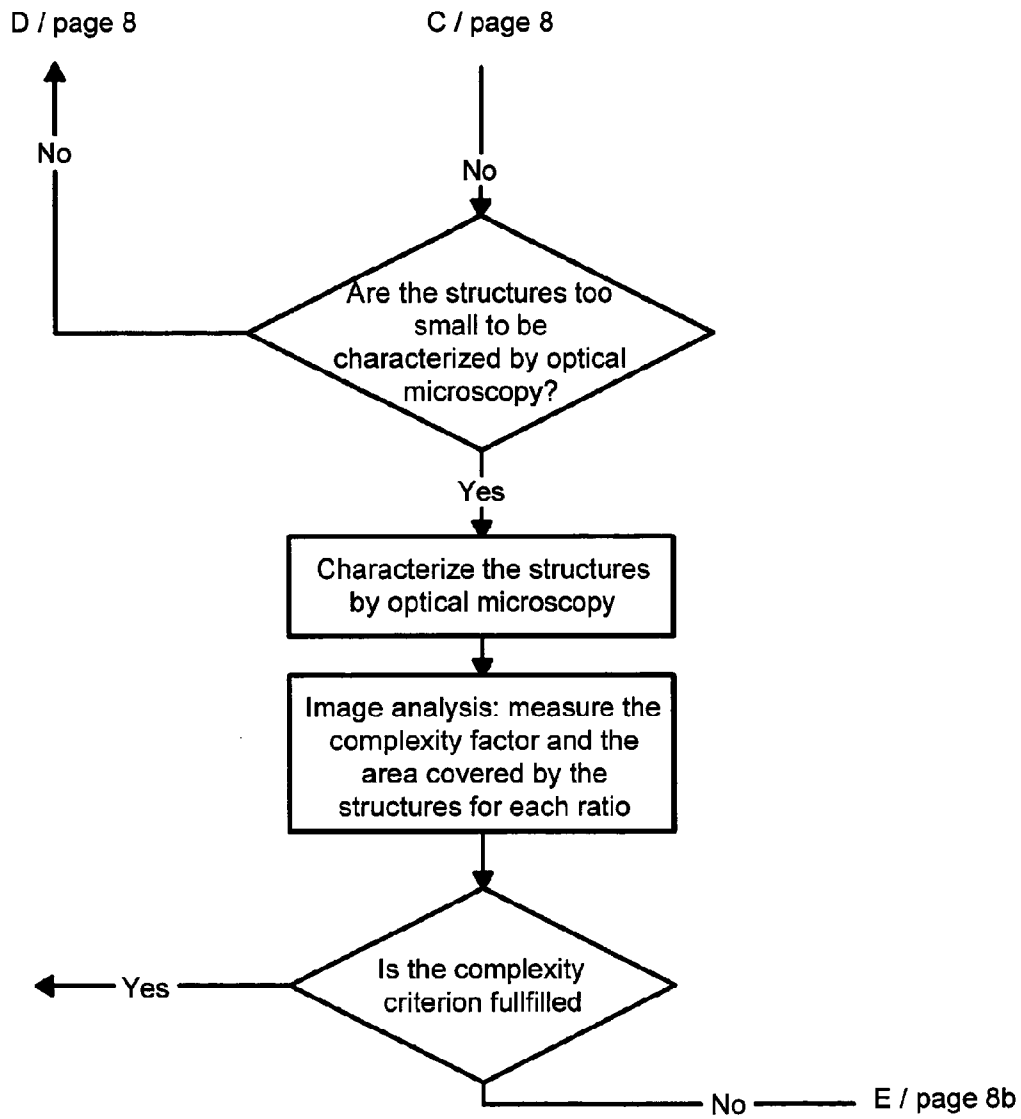 D / page 8
C / page 8
No
No
Are the structures too
small to be
characterized by optical
microscopy?
Yes
Characterize the structures
by optical microscopy
Image analysis: measure the
complexity factor and the
area covered by the
structures for each ratio
Is the complexity
criterion fullfilled
Yes
No
E / page 8b